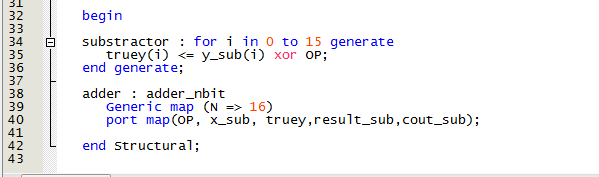 31
32 begin
33
34 substractor : for i in 0 to 15 generate
35 truey(i) <= y_sub(i) xor OP;
36 end generate;
37
38 adder : adder_nbit
39 Generic map (N => 16)
40 port map(OP, x_sub, truey,result_sub,cout_sub);
41
42 end Structural;
43